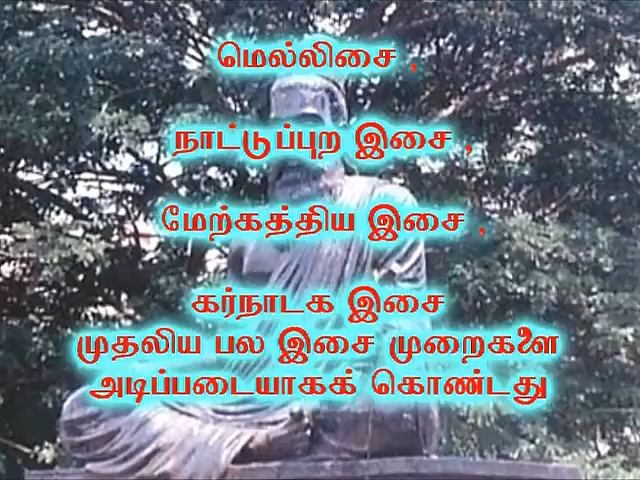 மெல்லிசை ,
நாட்டுப்புற இசை ,
மேற்கத்திய இசை ,
கர்நாடக இசை
முதலிய பல இசை முறைகளை
அடிப்படையாகக் கொண்டது